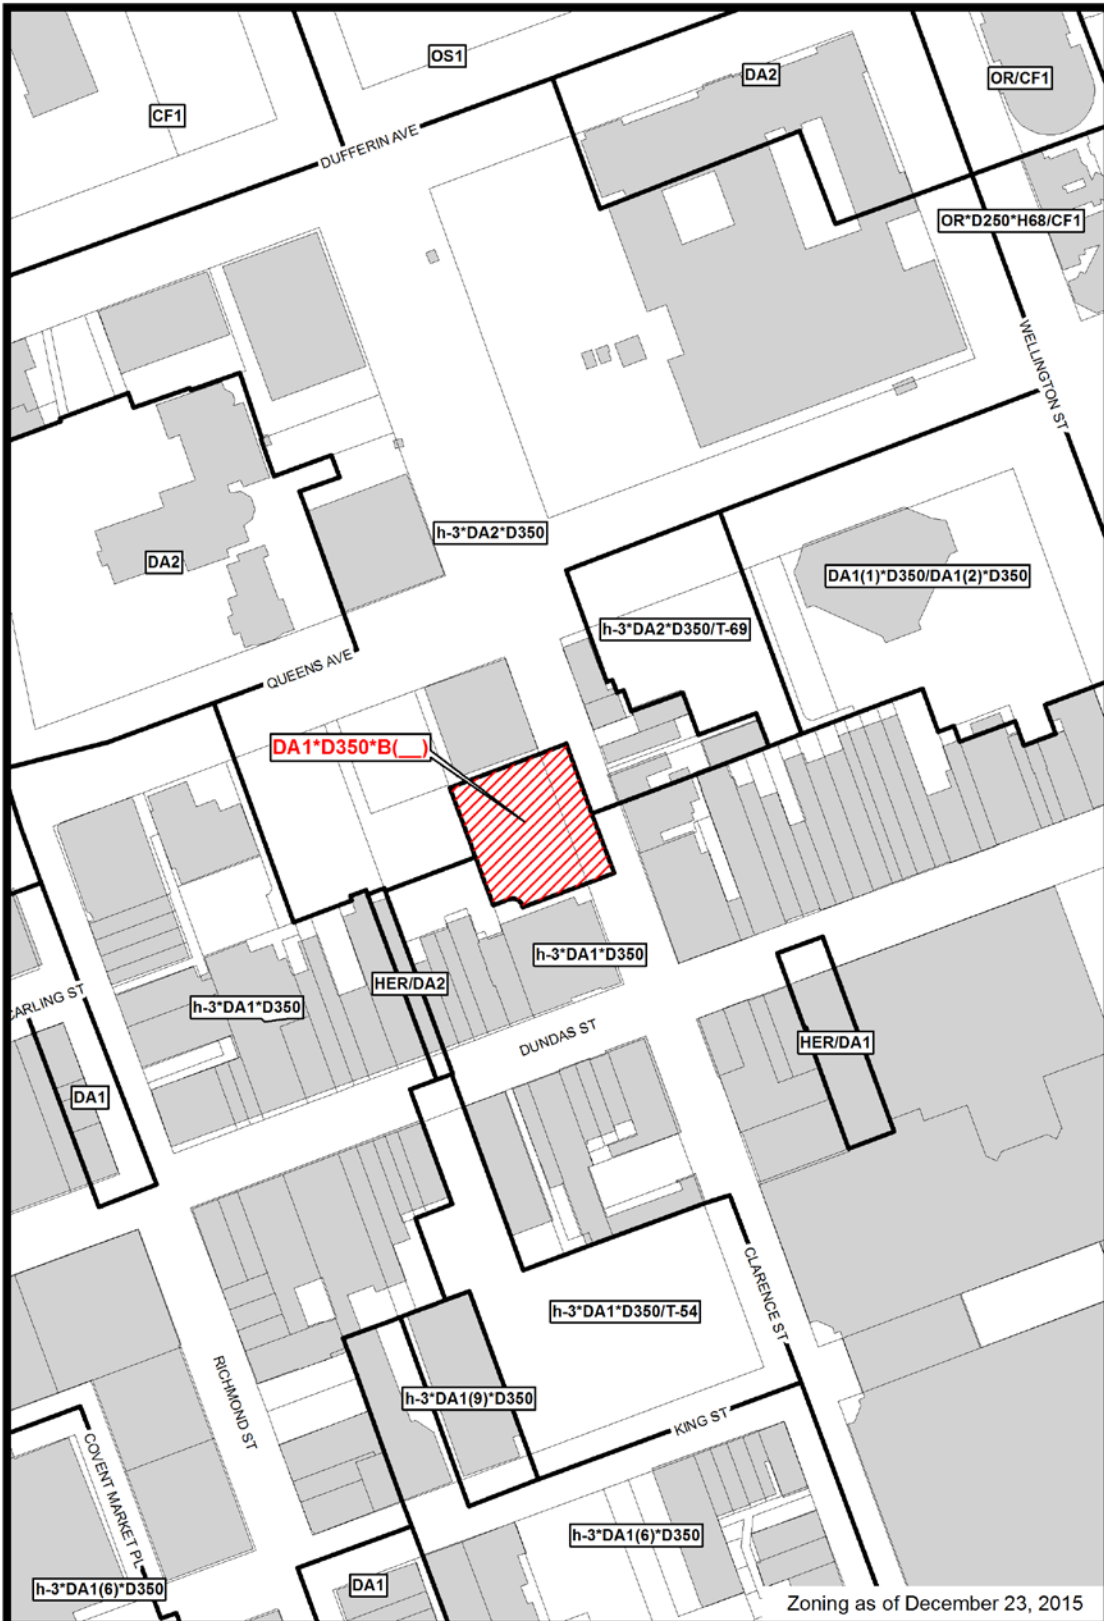 OS1
DA2
OR/CF1
CF1
DUFFERIN AVE
OR*D250*H68/CF1
WELLINGTON ST
h-3*DA2*D350
DA2
DA1(1)*D350/DA1(2)*D350
h-3*DA2*D350/T-69
QUEENS AVE
DA1*D350*B(__)
h-3*DA1*D350
HER/DA2
CARLING ST
h-3*DA1*D350
DUNDAS ST
HER/DA1
DA1
CLARENCE ST
h-3*DA1*D350/T-54
RICHMOND ST
h-3*DA1(9)*D350
KING ST
COVENT MARKET PL
h-3*DA1(6)*D350
h-3*DA1(6)*D350
DA1
Zoning as of December 23, 2015